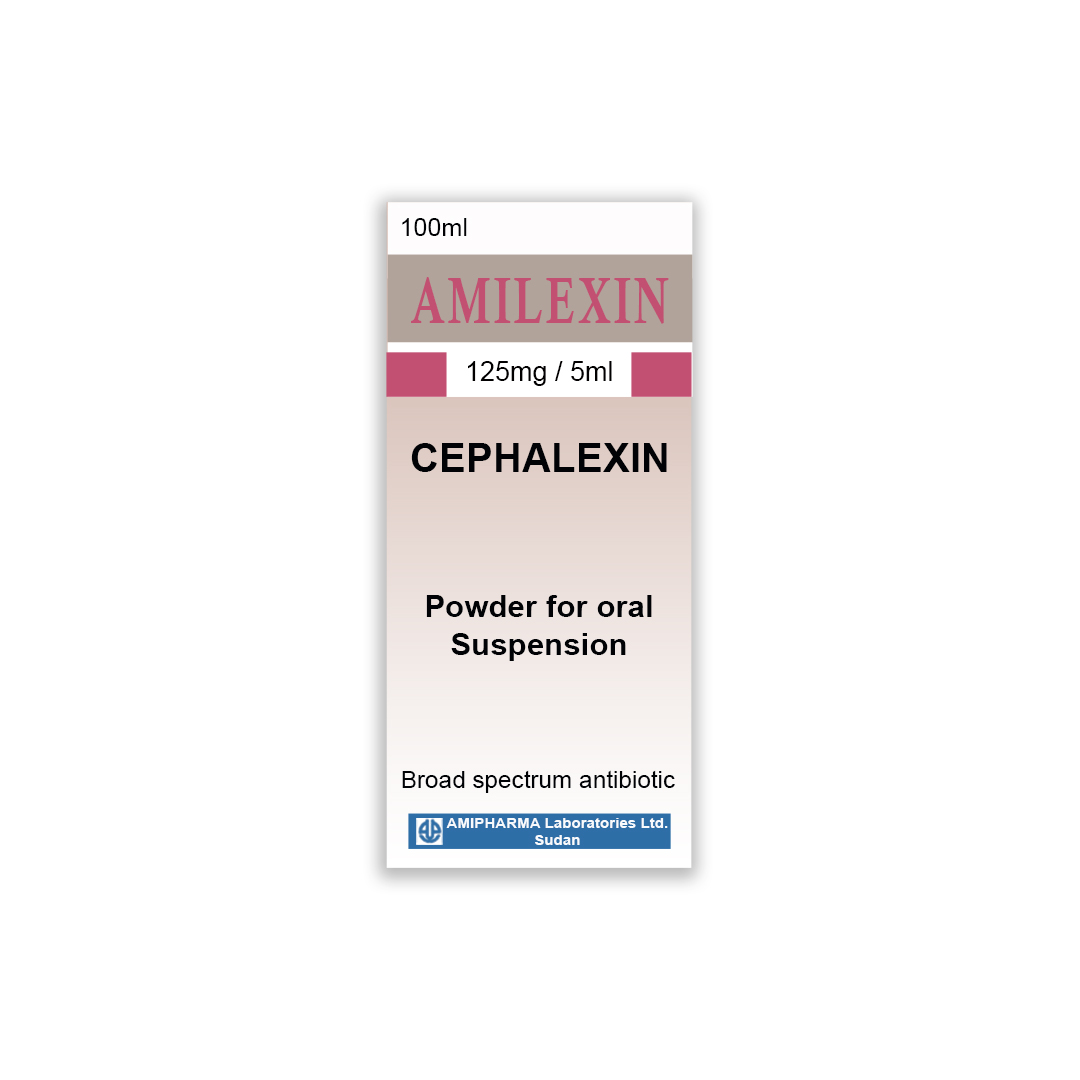 100ml
AMILEXIN
125mg / 5ml
CEPHALEXIN
Powder for oral
Suspension
Broad spectrum antibiotic
AMIPHARMA Laboratories Ltd.
Sudan